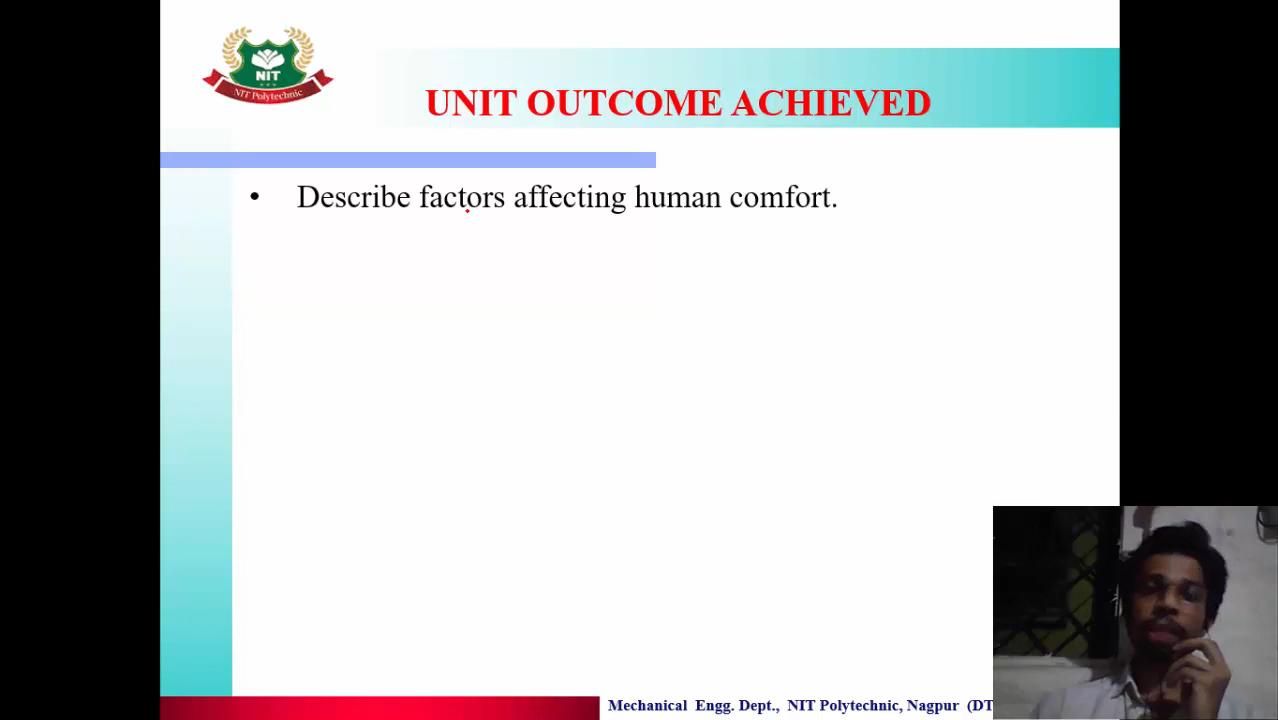 NIT
NIT Polytechnic
UNIT OUTCOME ACHIEVED
• Describe factors affecting human comfort.
Mechanical Engg. Dept., NIT Polytechnic, Nagpur (DT